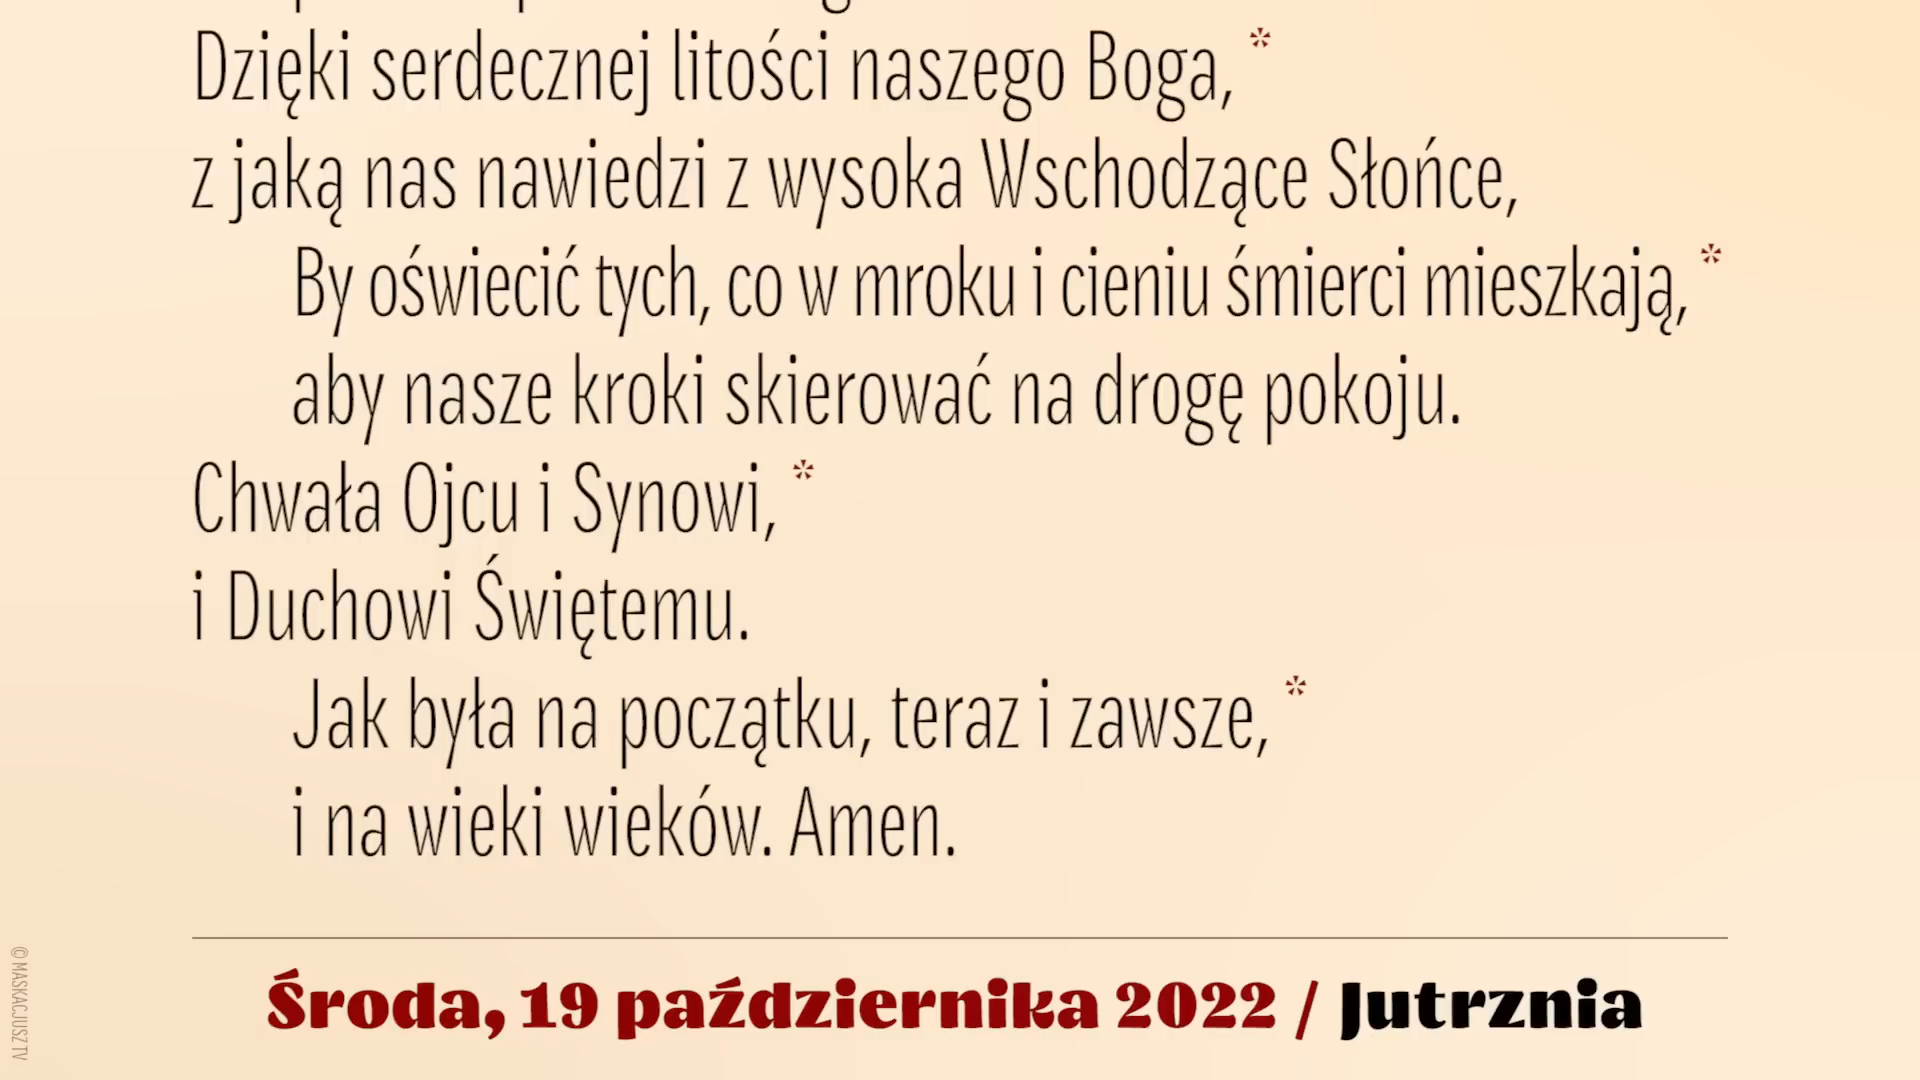 Dzięki serdecznej litości naszego Boga, *
z jaką nas nawiedzi z wysoka Wschodzące Słońce,
By oświecić tych, co w mroku i cieniu śmierci mieszkają, *
aby nasze kroki skierować na drogę pokoju.
Chwała Ojcu i Synowi, *
i Duchowi Świętemu.
Jak była na początku, teraz i zawsze, *
i na wieki wieków. Amen.
Środa, 19 października 2022 / Jutrznia
© MASKACJUSZ TV